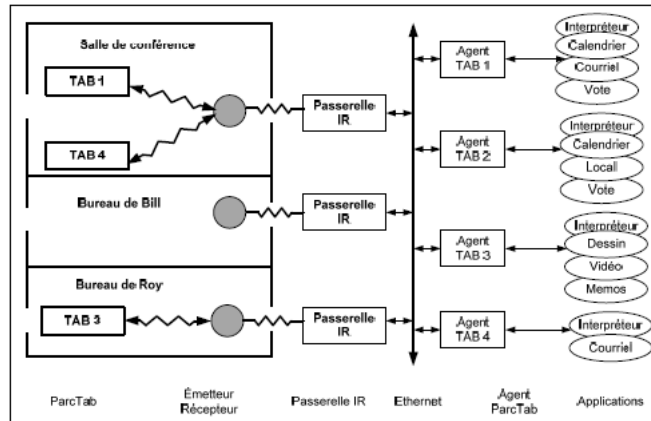 Salle de conférence
TAB 1
TAB 4
Passerelle
IR
Agent
TAB 1
Interpréteur
Calendrier
Courriel
Vote
Bureau de Bill
Passerelle
IR
Agent
TAB 2
Interpréteur
Calendrier
Locall
Vote
Bureau de Roy
TAB 3
Passerelle
IR
Agent
TAB 3
Interpréteur
Dessin
Vidéo
Memos
Agent
TAB 4
Interpréteur
Courriel
ParcTab
Émetteur
Récepteur
Passerelle IR
Ethernet
Agent
ParcTab
Applications